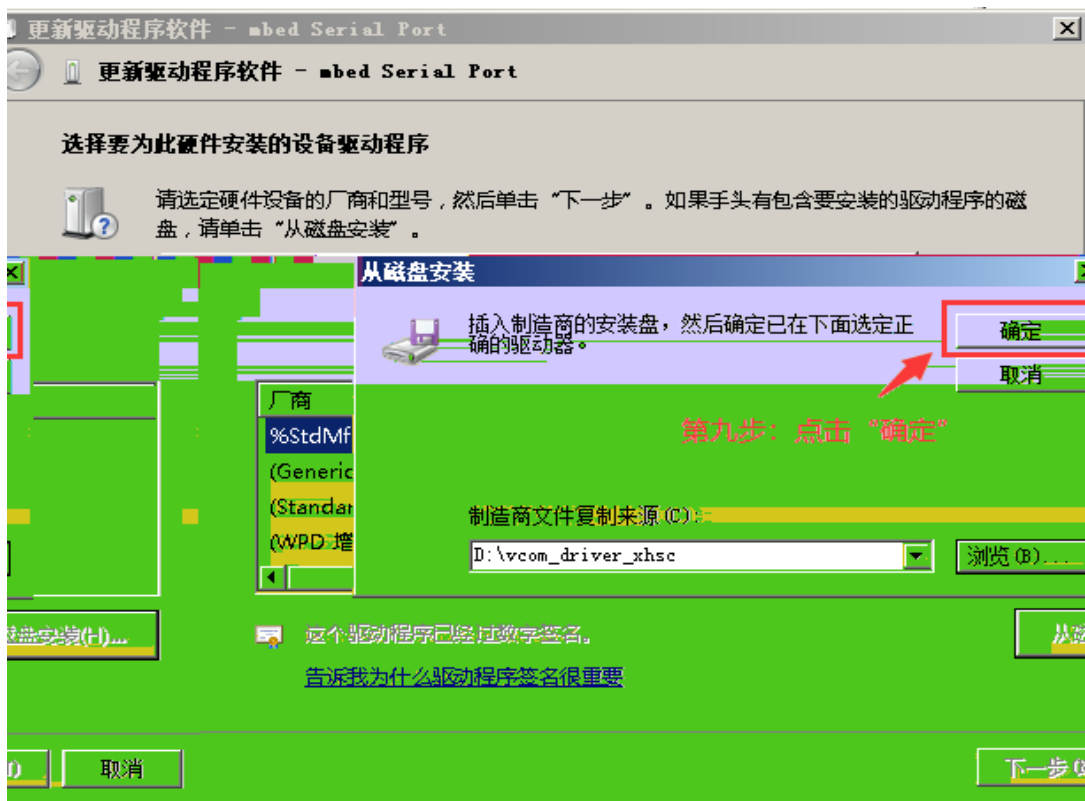 更新驱动程序软件 - mbed Serial Port
更新驱动程序软件 - mbed Serial Port
选择要为此硬件安装的设备驱动程序
请选定硬件设备的厂商和型号，然后单击“下一步”。如果手头有包含要安装的驱动程序的磁
盘，请单击“从磁盘安装”。
从磁盘安装
插入制造商的安装盘，然后确定已在下面选定正
确的驱动器。
确定
取消
第九步：点击“确定”
厂商
%StdMf
(Generic
(Standar
(WPD 增
制造商文件复制来源(C):
D:\vcom_driver_xhsc
浏览(B)...
盘安装(H)...
这个驱动程序已经过数字签名。
从磁
告诉我为什么驱动程序签名很重要
取消
下一步